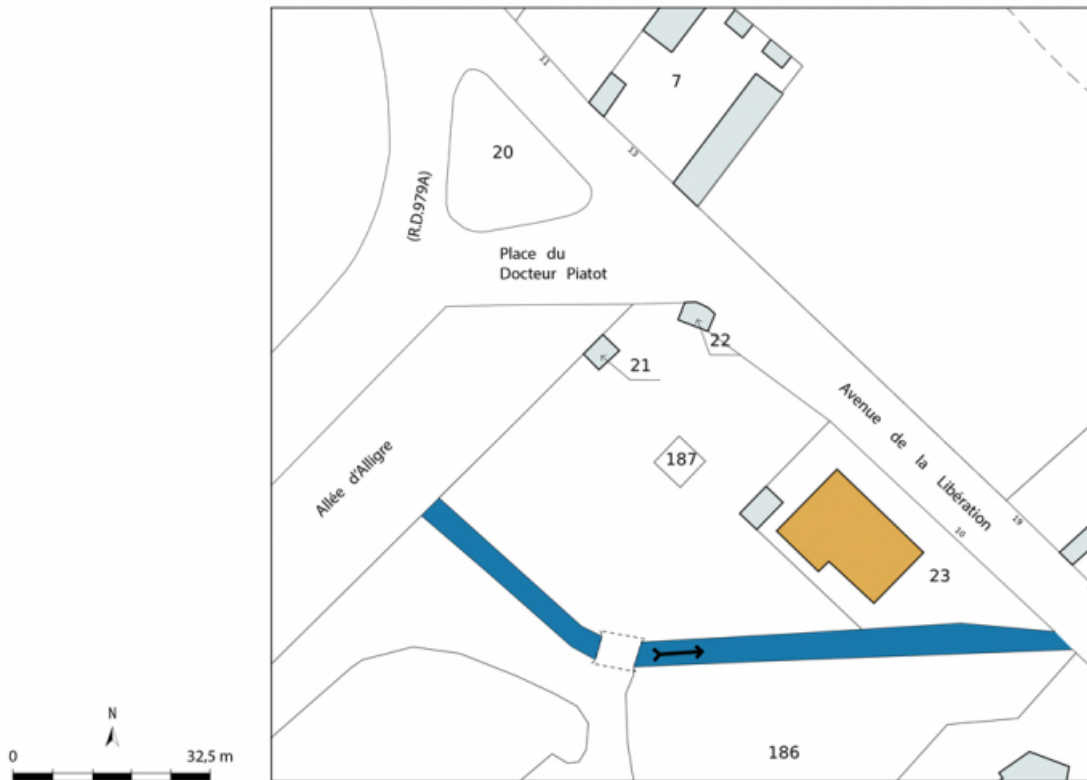 7
11
20
13
(R.D.979A)
Place du
Docteur Piatot
22
21
Avenue de la Libération
187
Allée d'Alligre
19
10
23
N
0
32,5 m
186